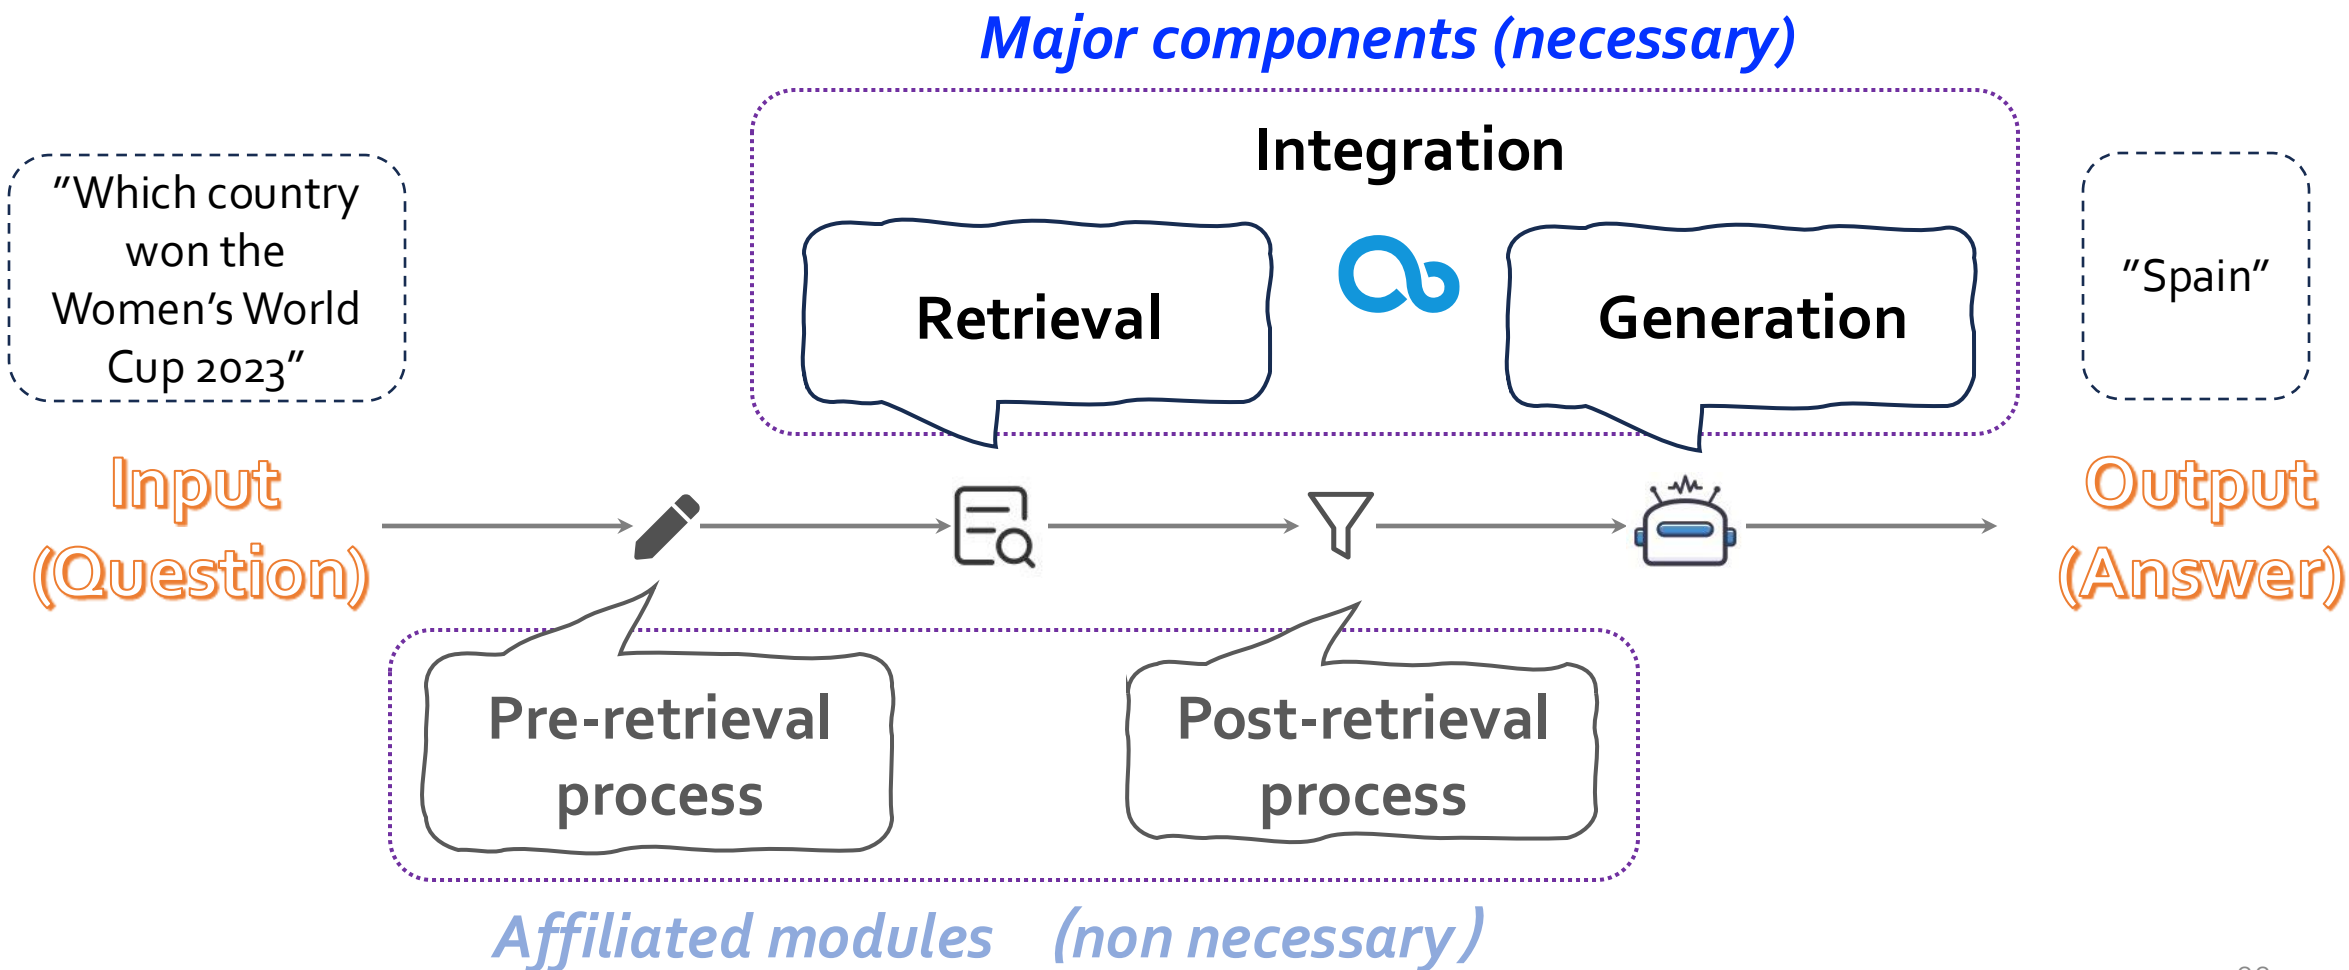 Major components (necessary)
Integration
"Which country
won the
Women's World
Cup 2023"
Retrieval
Generation
"Spain"
Input
(Question)
Output
(Answer)
Pre-retrieval
process
Post-retrieval
process
Affiliated modules (non necessary)